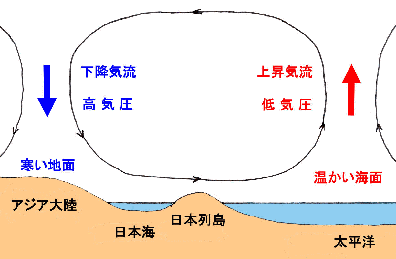 下降気流
高気圧
上昇気流
低気圧
寒い地面
温かい海面
アジア大陸
日本海
日本列島
太平洋